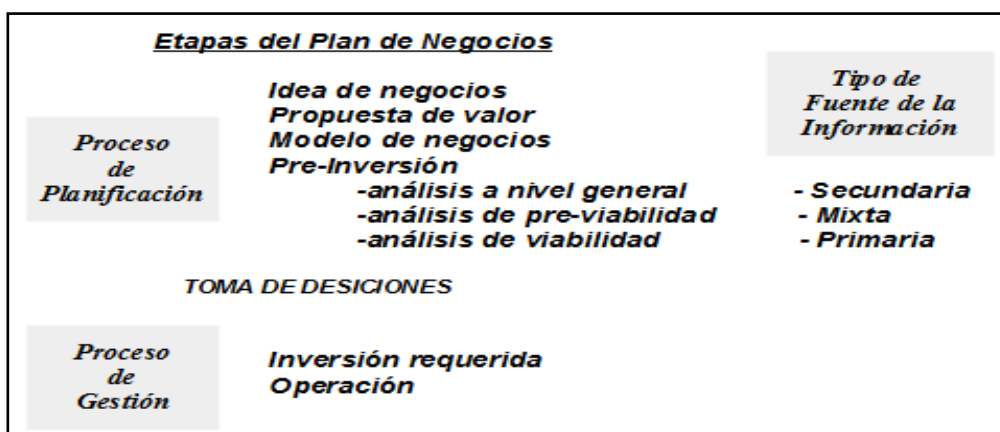 Etapas del Plan de Negocios
Tipo de
Fuente de la
Información
Proceso
de
Planificación
Idea de negocios
Propuesta de valor
Modelo de negocios
Pre-Inversión
-análisis a nivel general - Secundaria
-análisis de pre-viabilidad - Mixta
-análisis de viabilidad - Primaria
TOMA DE DESICIONES
Proceso
de
Gestión
Inversión requerida
Operación